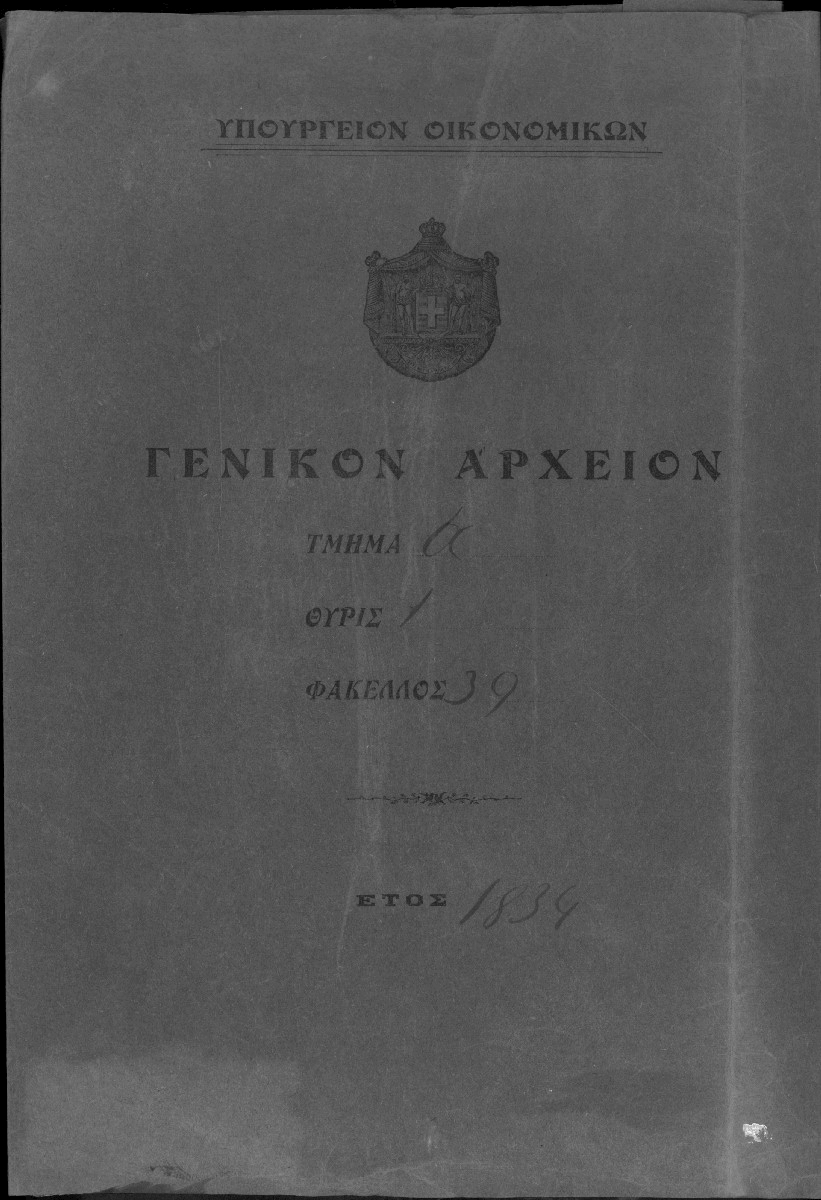 ΥΠΟΥΡΓΕΙΟΝ ΟΙΚΟΝΟΜΙΚΩΝ
ΓΕΝΙΚΟΝ ΑΡΧΕΙΟΝ
ΤΜΗΜΑ α
ΘΥΡΙΣ 1
ΦΑΚΕΛΛΟΣ 39
ΕΤΟΣ 1834